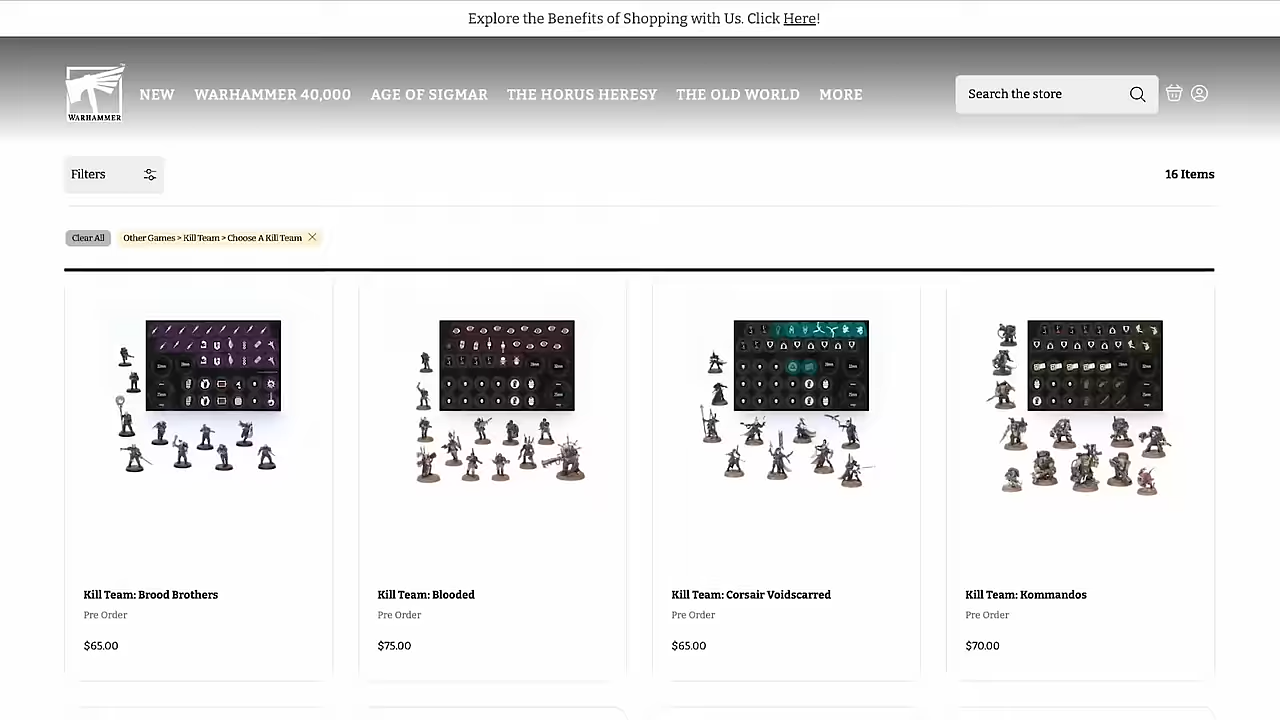 Explore the Benefits of Shopping with Us. Click Here!
WARHAMMER
NEW WARHAMMER 40,000 AGE OF SIGMAR THE HORUS HERESY THE OLD WORLD MORE
Search the store
Filters
16 Items
Clear All
Other Games > Kill Team > Choose A Kill Team
Kill Team: Brood Brothers
Pre Order
$65.00
Kill Team: Blooded
Pre Order
$75.00
Kill Team: Corsair Voidscarred
Pre Order
$65.00
Kill Team: Kommandos
Pre Order
$70.00